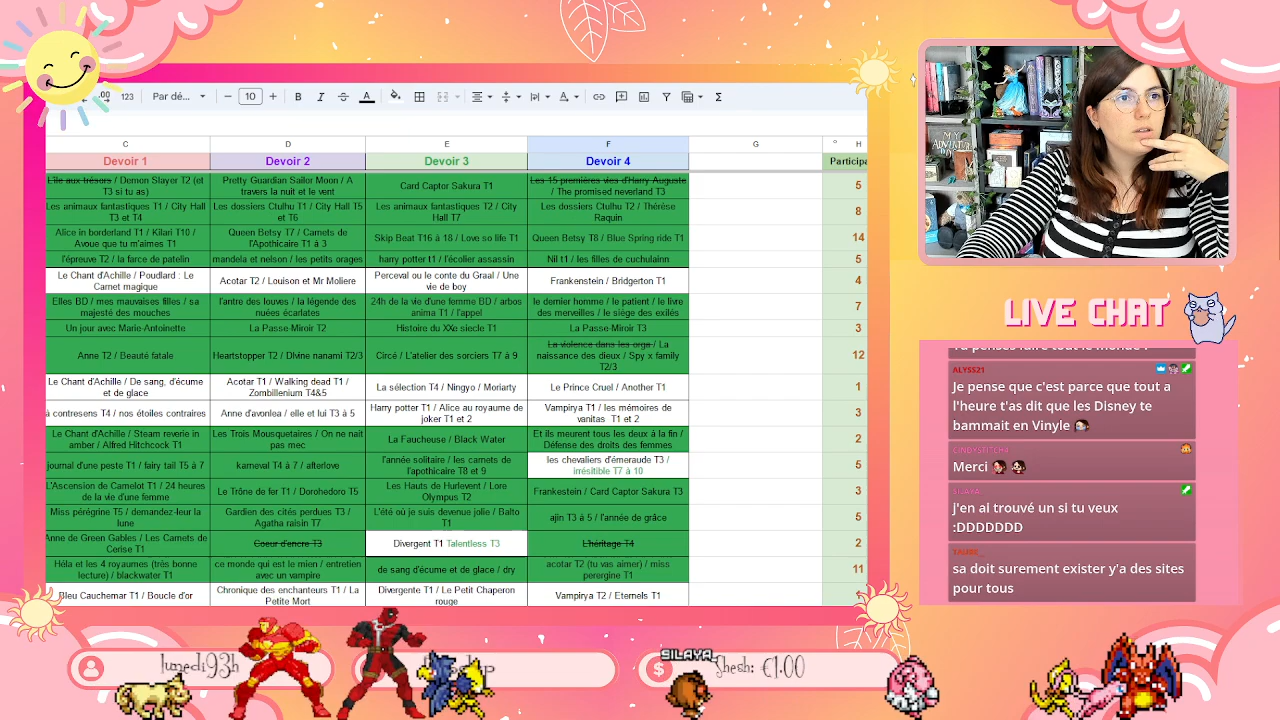 .00 123 Par dé... − 10 + B I S A Σ
C D E F G H
Devoir 1 Devoir 2 Devoir 3 Devoir 4 Participa
L'île aux trésors / Demon Slayer T2 (et T3 si tu as)
Pretty Guardian Sailor Moon / A travers la nuit et le vent
Card Captor Sakura T1
Les 15 premières vies d'Harry Auguste / The promised neverland T3
5
Les animaux fantastiques T1 / City Hall T3 et T4
Les dossiers Ctulhu T1 / City Hall T5 et T6
Les animaux fantastiques T2 / City Hall T7
Les dossiers Ctulhu T2 / Thérèse Raquin
8
Alice in borderland T1 / Kilari T10 / Avoue que tu m'aimes T1
Queen Betsy T7 / Carnets de l'Apothicaire T1 à 3
Skip Beat T16 à 18 / Love so life T1
Queen Betsy T8 / Blue Spring ride T1
14
l'épreuve T2 / la farce de patelin
mandela et nelson / les petits orages
harry potter t1 / l'écolier assassin
Nil t1 / les filles de cuchulainn
5
Le Chant d'Achille / Poudlard : Le Carnet magique
Acotar T2 / Louison et Mr Moliere
Perceval ou le conte du Graal / Une vie de boy
Frankenstein / Bridgerton T1
4
Elles BD / mes mauvaises filles / sa majesté des mouches
l'antre des louves / la légende des nuées écarlates
24h de la vie d'une femme BD / arbos anima T1 / l'appel
le dernier homme / le patient / le livre des merveilles / le siège des exilés
7
Un jour avec Marie-Antoinette
La Passe-Miroir T2
Histoire du XXe siecle T1
La Passe-Miroir T3
3
Anne T2 / Beauté fatale
Heartstopper T2 / Divine nanami T2/3
Circé / L'atelier des sorciers T7 à 9
La violence dans les orga / La naissance des dieux / Spy x family T2/3
12
Le Chant d'Achille / De sang, d'écume et de glace
Acotar T1 / Walking dead T1 / Zombillenium T4&5
La sélection T4 / Ningyo / Moriarty
Le Prince Cruel / Another T1
1
à contresens T4 / nos étoiles contraires
Anne d'avonlea / elle et lui T3 à 5
Harry potter T1 / Alice au royaume de joker T1 et 2
Vampirya T1 / les mémoires de vanitas T1 et 2
3
Le Chant d'Achille / Steam reverie in amber / Alfred Hitchcock T1
Les Trois Mousquetaires / On ne nait pas mec
La Faucheuse / Black Water
Et ils meurent tous les deux à la fin / Défense des droits des femmes
2
journal d'une peste T1 / fairy tail T5 à 7
karneval T4 à 7 / afterlove
l'année solitaire / les carnets de l'apothicaire T8 et 9
les chevaliers d'émeraude T3 / irrésitible T7 à 10
5
L'Ascension de Camelot T1 / 24 heures de la vie d'une femme
Le Trône de fer T1 / Dorohedoro T5
Les Hauts de Hurlevent / Lore Olympus T2
Frankestein / Card Captor Sakura T3
3
Miss pérégrine T5 / demandez-leur la lune
Gardien des cités perdues T3 / Agatha raisin T7
L'été où je suis devenue jolie / Balto T1
ajin T3 à 5 / l'année de grâce
5
Anne de Green Gables / Les Carnets de Cerise T1
Coeur d'encre T3
Divergent T1 Talentless T3
L'héritage T4
2
Héla et les 4 royaumes (très bonne lecture) / blackwater T1
ce monde qui est le mien / entretien avec un vampire
de sang d'écume et de glace / dry
acotar T2 (tu vas aimer) / miss perergine T1
11
Bleu Cauchemar T1 / Boucle d'or
Chronique des enchanteurs T1 / La Petite Mort
Divergente T1 / Le Petit Chaperon rouge
Vampirya T2 / Eternels T1
LIVE CHAT
Tu penses faire tout le monde ?
ALYSS21
Je pense que c'est parce que tout a
l'heure t'as dit que les Disney te
bammait en Vinyle
CINDYSTITCH4
Merci
SILAYA_
j'en ai trouvé un si tu veux
:DDDDDDD
sa doit surement exister y'a des sites
pour tous
lunedi93h
SILAYA_
Shesh: €1.00